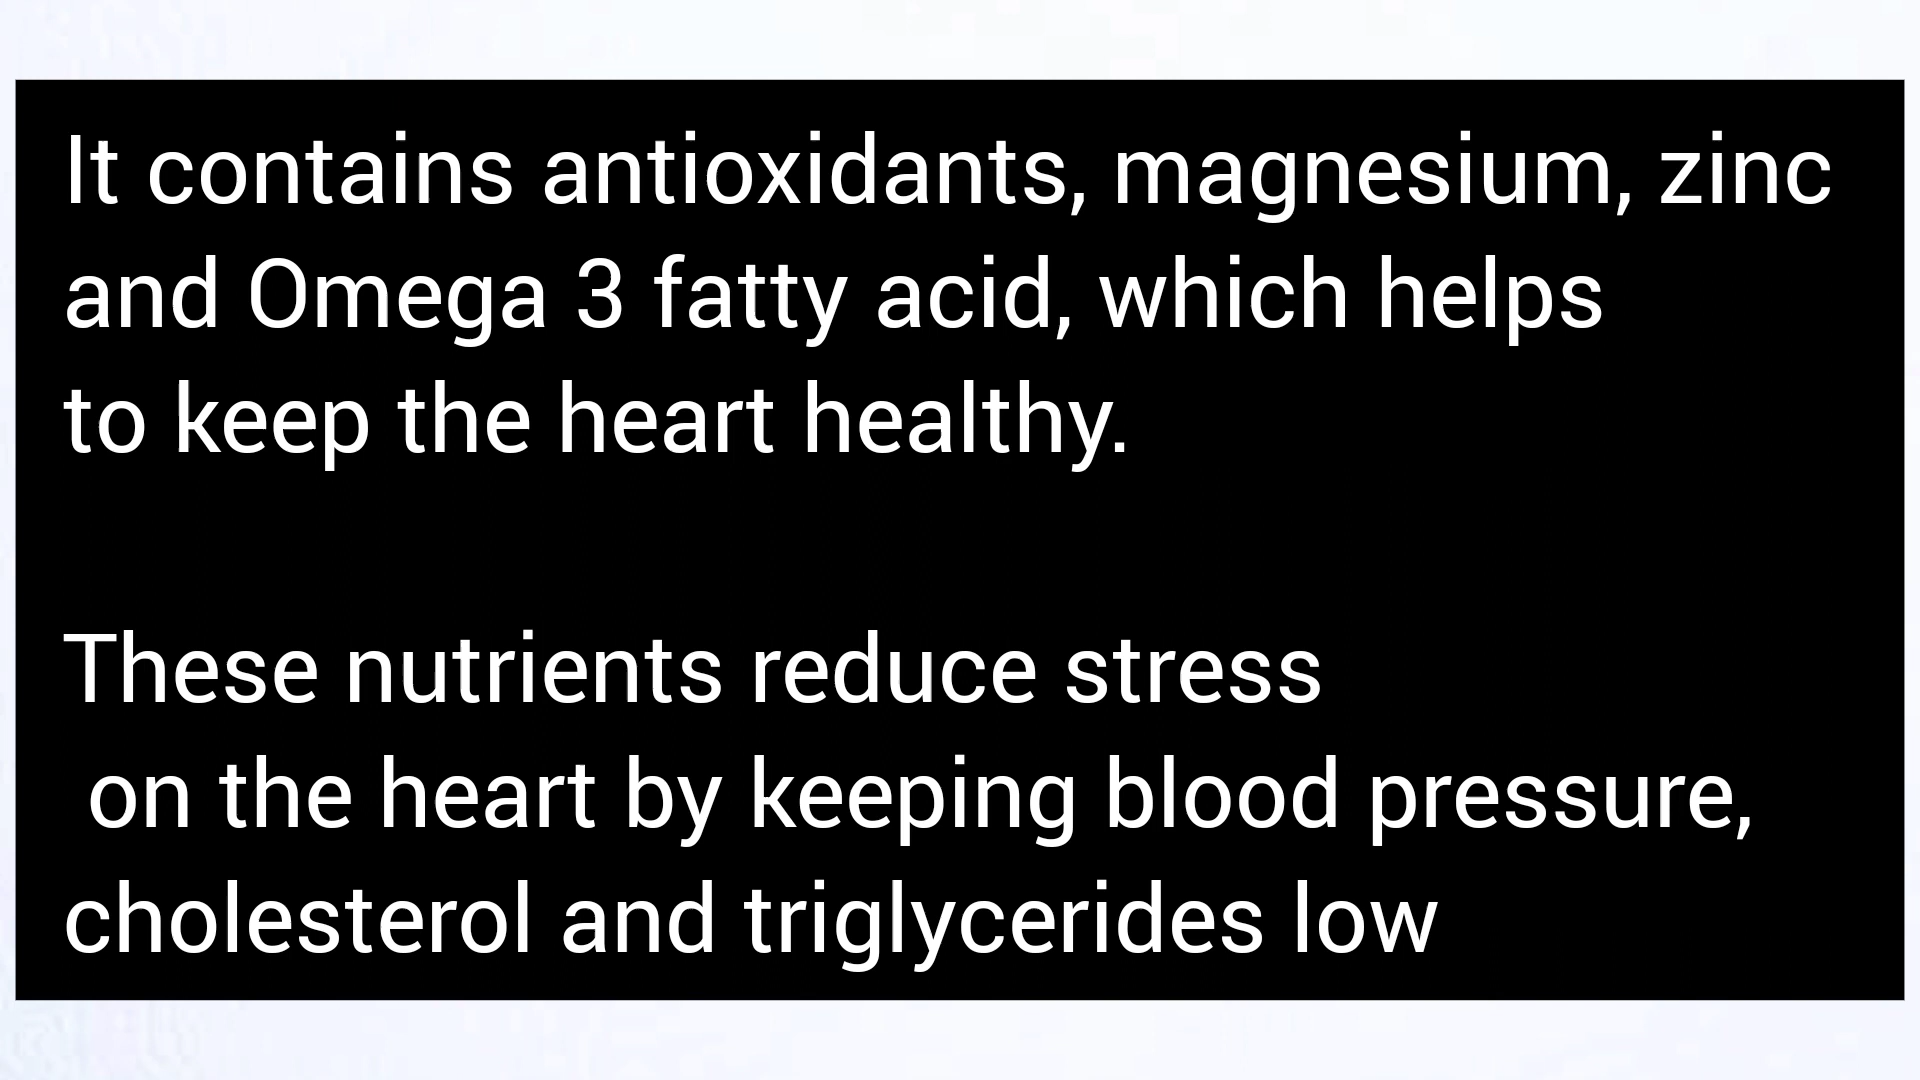 It contains antioxidants, magnesium, zinc
and Omega 3 fatty acid, which helps
to keep the heart healthy.
These nutrients reduce stress
on the heart by keeping blood pressure,
cholesterol and triglycerides low